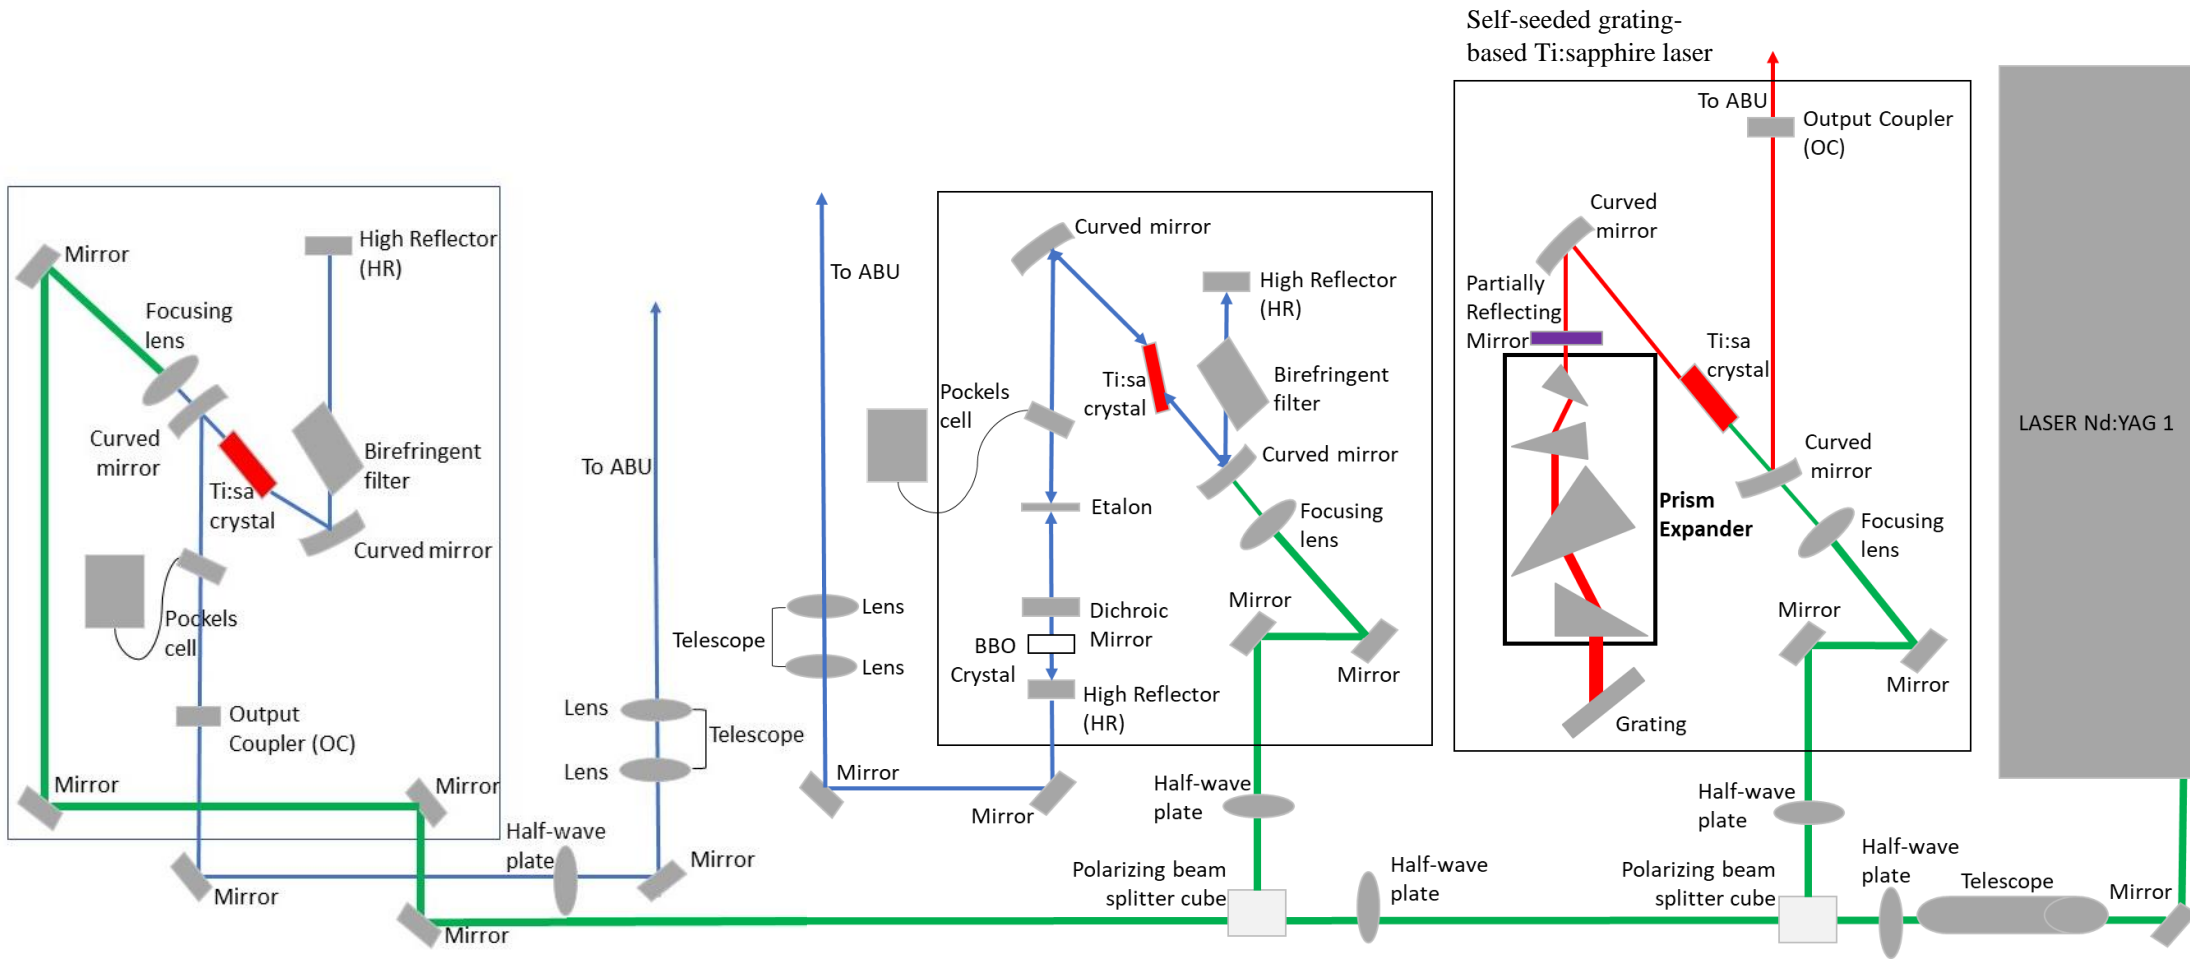 Self-seeded grating-
based Ti:sapphire laser
To ABU
Output Coupler
(OC)
Curved
mirror
Partially
Reflecting
Mirror
Ti:sa
crystal
Curved
mirror
Prism
Expander
Focusing
lens
Mirror
Mirror
Grating
Half-wave
plate
LASER Nd:YAG 1
Mirror
High Reflector
(HR)
Focusing
lens
Curved
mirror
Ti:sa
crystal
Birefringent
filter
Curved mirror
Pockels
cell
Output
Coupler (OC)
Mirror
Mirror
Mirror
Half-wave
plate
Mirror
Mirror
To ABU
Lens
Telescope
Lens
To ABU
Lens
Telescope
Lens
Mirror
Mirror
Curved mirror
High Reflector
(HR)
Pockels
cell
Ti:sa
crystal
Birefringent
filter
Curved mirror
Etalon
Focusing
lens
Dichroic
Mirror
BBO
Crystal
High Reflector
(HR)
Mirror
Mirror
Half-wave
plate
Polarizing beam
splitter cube
Half-wave
plate
Polarizing beam
splitter cube
Half-wave
plate
Telescope
Mirror